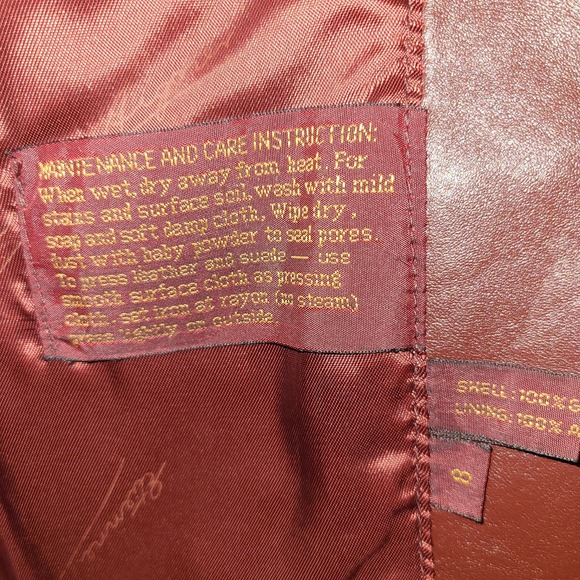 MAINTENANCE AND CARE INSTRUCTION:
When wet, dry away from heat. For
stains and surface soil, wash with mild
soap and soft damp cloth. Wipe dry,
dust with baby powder to seal pores.
To press leather and suede — use
smooth surface cloth as pressing
cloth. set iron at rayon (no steam)
press lightly on outside.
SHELL: 100%
LINING: 100% A
8